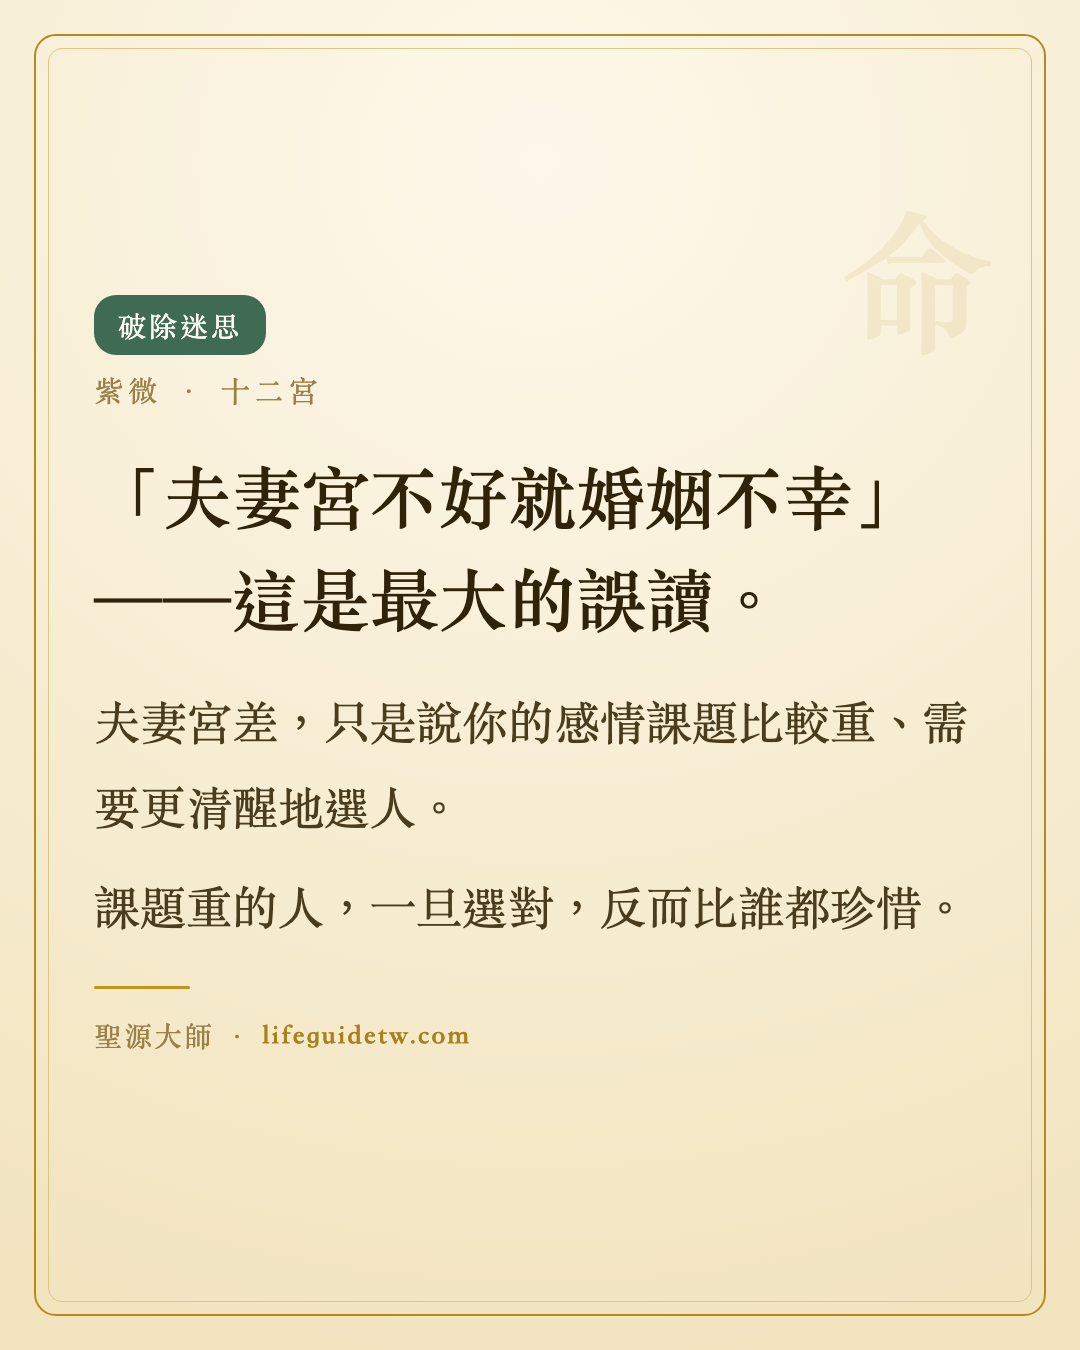 命
破除迷思
紫微 · 十二宮
「夫妻宮不好就婚姻不幸」
——這是最大的誤讀。
夫妻宮差，只是說你的感情課題比較重、需
要更清醒地選人。
課題重的人，一旦選對，反而比誰都珍惜。
聖源大師 · lifeguidetw.com